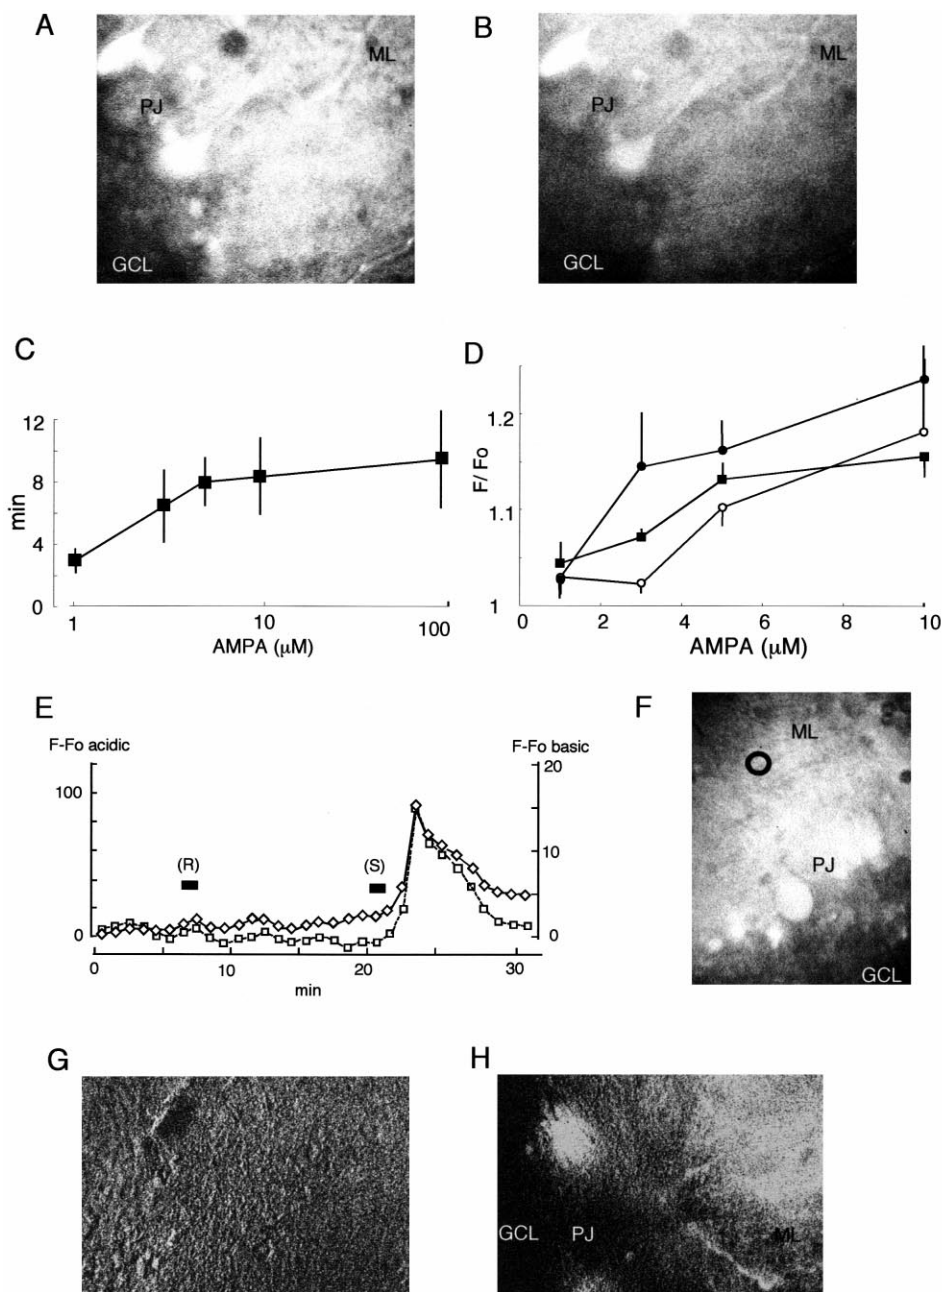 A
B
ML
PJ
GCL
ML
PJ
GCL
C
D
12
8
4
0
min
1
10
100
AMPA (µM)
1.2
1.1
1
F/ Fo
0
2
4
6
8
10
AMPA (µM)
E
F
F-Fo acidic
F-Fo basic
100
0
20
10
0
(R)
(S)
0
10
20
30
min
ML
PJ
GCL
G
H
GCL
PJ
ML